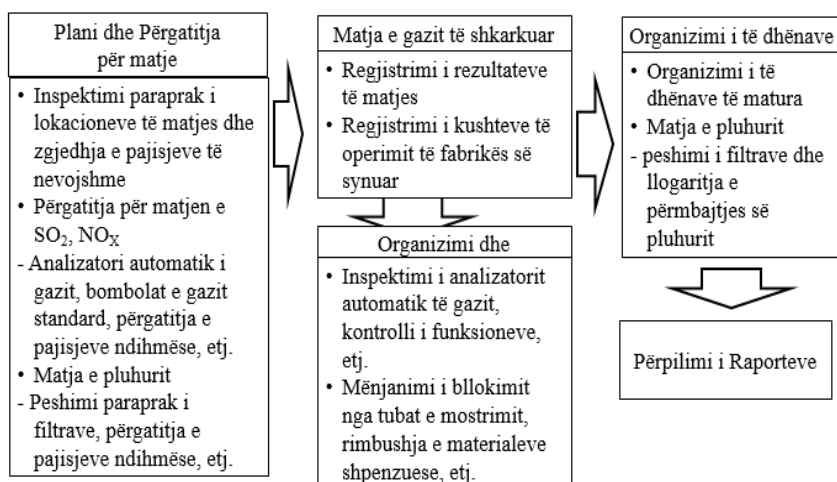 Plani dhe Përgatitja
për matje
• Inspektimi paraprak i
lokacioneve të matjes dhe
zgjedhja e pajisjeve të
nevojshme
• Përgatitja për matjen e
SO₂, NOₓ
- Analizatori automatik i
gazit, bombolat e gazit
standard, përgatitja e
pajisjeve ndihmëse, etj.
• Matja e pluhurit
- Peshimi paraprak i
filtrave, përgatitja e
pajisjeve ndihmëse, etj.
Matja e gazit të shkarkuar
• Regjistrimi i rezultateve
të matjes
• Regjistrimi i kushteve të
operimit të fabrikës së
synuar
Organizimi dhe
• Inspektimi i analizatorit
automatik të gazit,
kontrolli i funksioneve,
etj.
• Mënjanimi i bllokimit
nga tubat e mostrimit,
rimbushja e materialeve
shpenzuese, etj.
Organizimi i të dhënave
• Organizimi i të
dhënave të matura
• Matja e pluhurit
- peshimi i filtrave dhe
llogaritja e
përmbajtjes së
pluhurit
Përpilimi i Raporteve